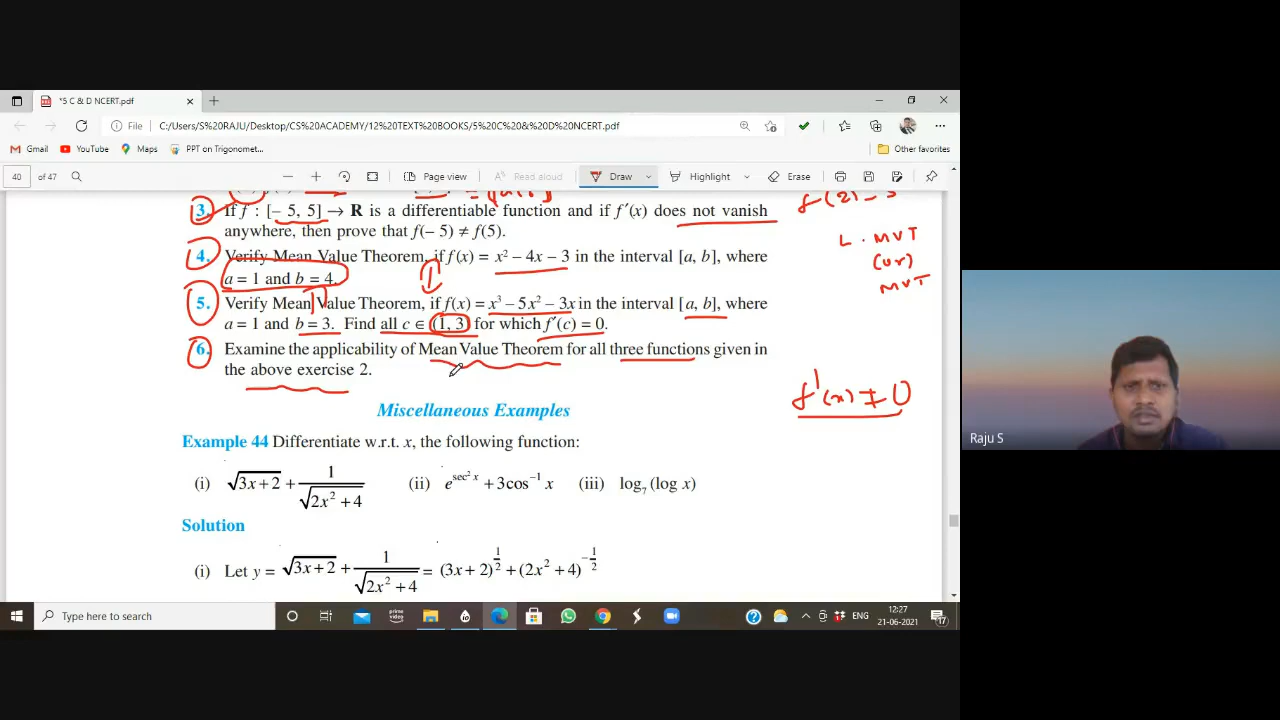 *5 C & D NCERT.pdf
File C:/Users/S%20RAJU/Desktop/CS%20ACADEMY/12%20TEXT%20BOOKS/5%20C%20&%20D%20NCERT.pdf
Gmail YouTube Maps PPT on Trigonomet... Other favorites
40 of 47 Page view Read aloud Draw Highlight Erase
3. If f : [– 5, 5] → R is a differentiable function and if f′(x) does not vanish
anywhere, then prove that f(– 5) ≠ f(5).
L. MVT
(or)
MVT
4. Verify Mean Value Theorem, if f(x) = x² – 4x – 3 in the interval [a, b], where
a = 1 and b = 4.
5. Verify Mean Value Theorem, if f(x) = x³ – 5x² – 3x in the interval [a, b], where
a = 1 and b = 3. Find all c ∈ (1, 3) for which f′(c) = 0.
6. Examine the applicability of Mean Value Theorem for all three functions given in
the above exercise 2.
f'(x) ≠ 0
Miscellaneous Examples
Example 44 Differentiate w.r.t. x, the following function:
(i) √(3x+2) + 1/√(2x²+4) (ii) e^(sec² x) + 3cos⁻¹ x (iii) log₇ (log x)
Solution
(i) Let y = √(3x+2) + 1/√(2x²+4) = (3x+2)^(1/2) + (2x²+4)^(-1/2)
Raju S
Type here to search
ENG 12:27
21-06-2021 17